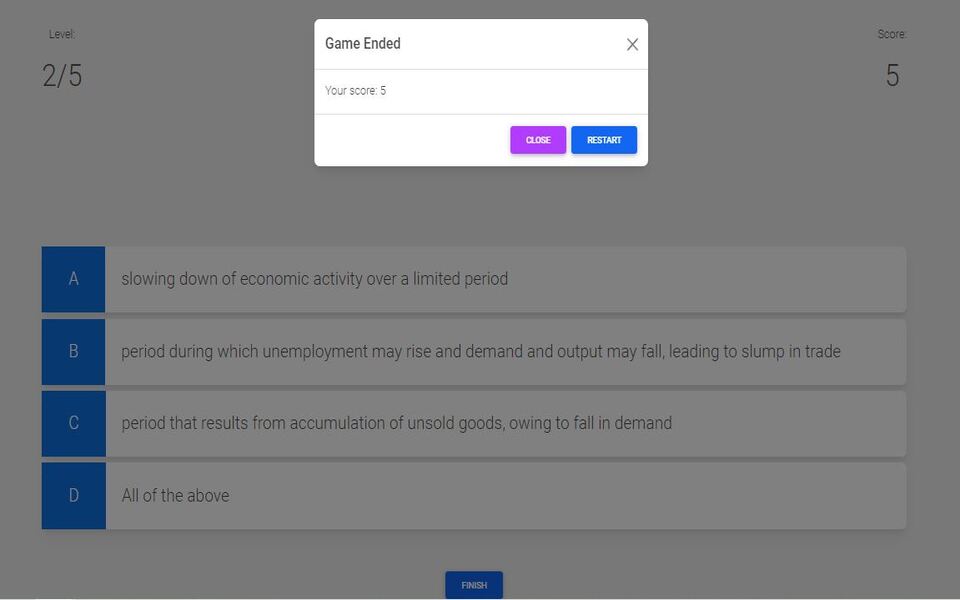 Level:
2/5
Game Ended
Your score: 5
CLOSE
RESTART
Score:
5
A
slowing down of economic activity over a limited period
B
period during which unemployment may rise and demand and output may fall, leading to slump in trade
C
period that results from accumulation of unsold goods, owing to fall in demand
D
All of the above
FINISH